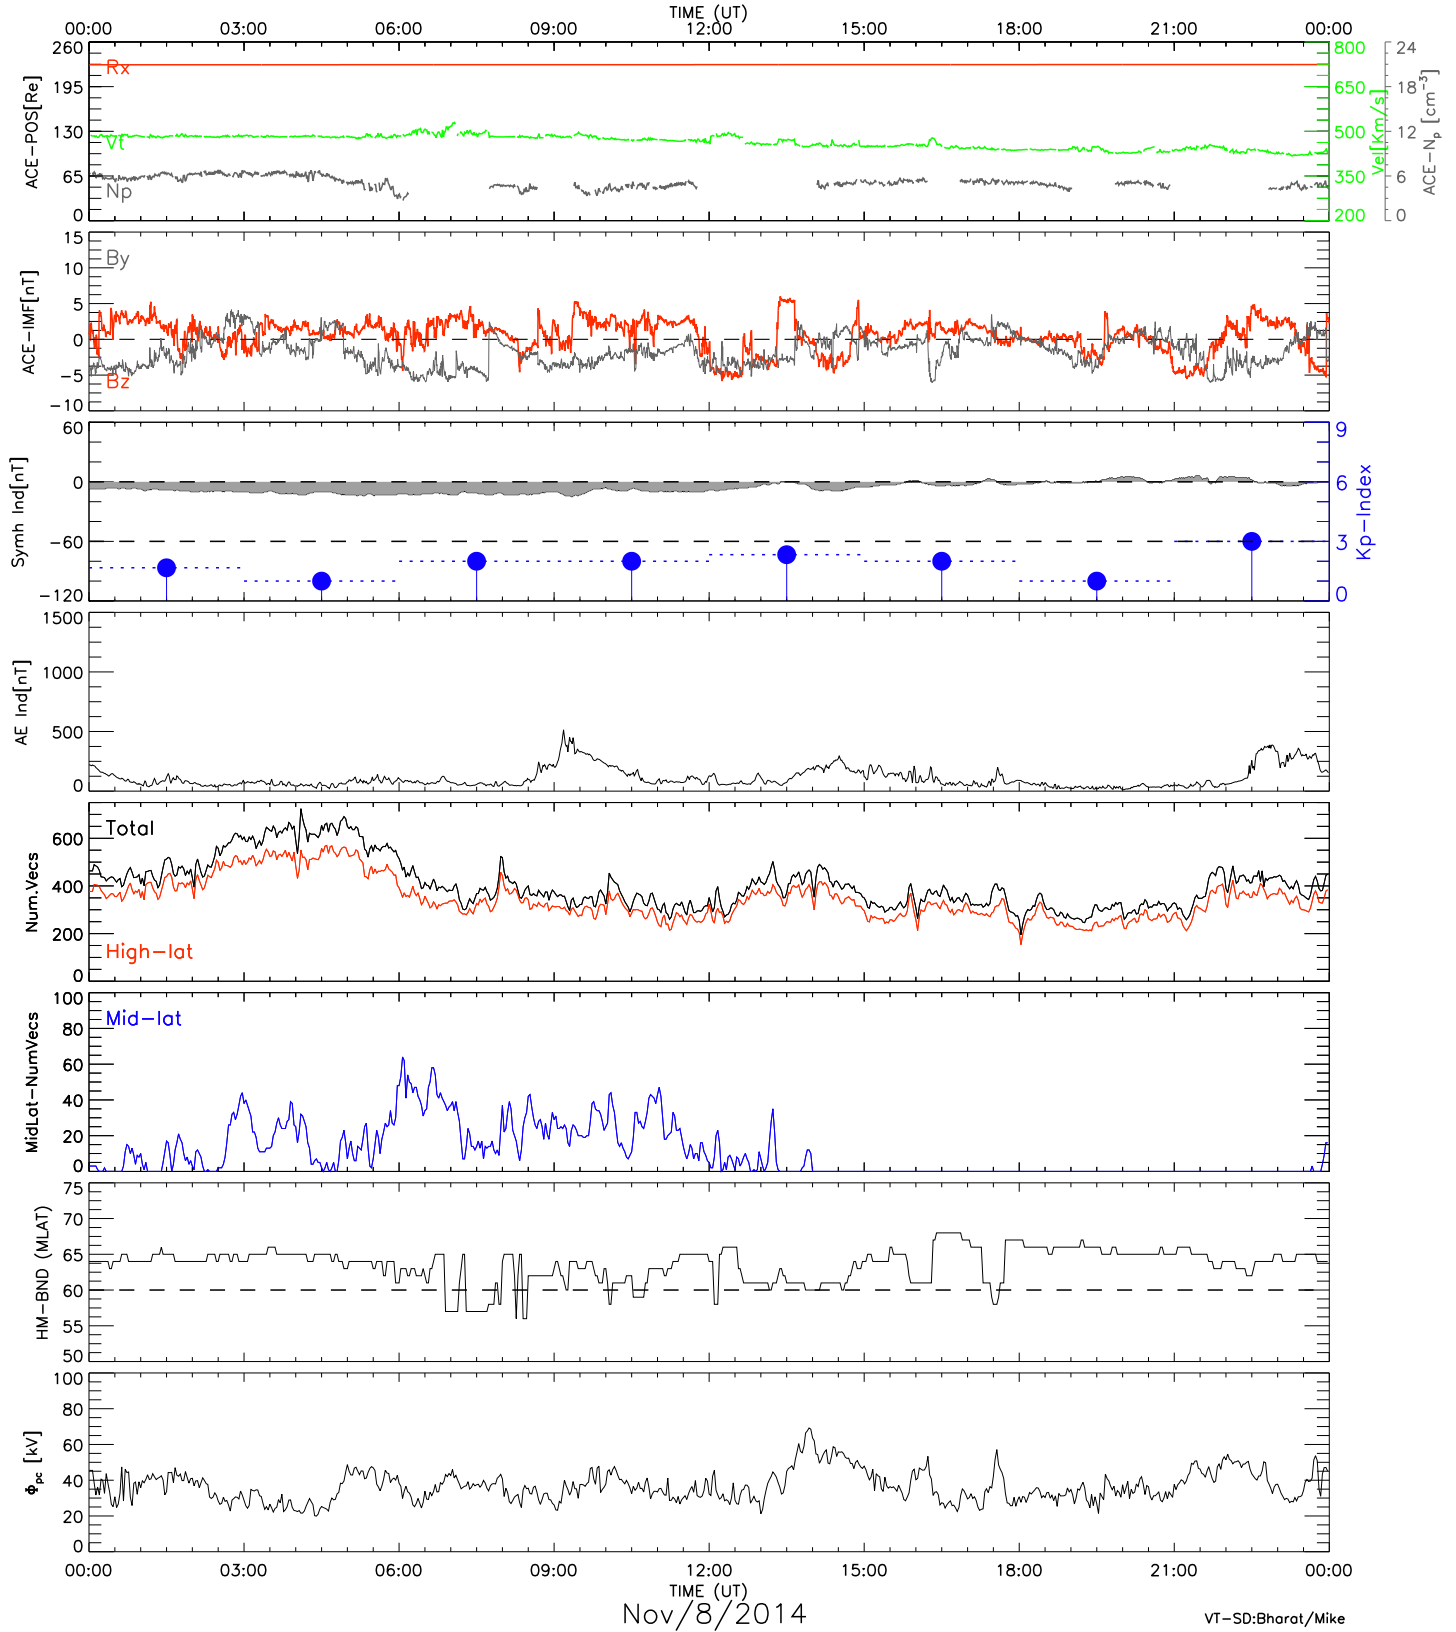 TIME (UT)
00:00 03:00 06:00 09:00 12:00 15:00 18:00 21:00 00:00
ACE-POS[Re]
260
195
130
65
0
Rx
Vt
Np
800
650
500
350
200
Vel[Km/s]
24
18
12
6
0
ACE-Np [cm⁻³]
ACE-IMF[nT]
15
10
5
0
-5
-10
By
Bz
Symh Ind[nT]
60
0
-60
-120
9
6
3
0
Kp-Index
AE Ind[nT]
1500
1000
500
0
Num.Vecs
600
400
200
0
Total
High-lat
MidLat-NumVecs
100
80
60
40
20
0
Mid-lat
HM-BND (MLAT)
75
70
65
60
55
50
Φpc [kV]
100
80
60
40
20
0
00:00 03:00 06:00 09:00 12:00 15:00 18:00 21:00 00:00
TIME (UT)
Nov/8/2014
VT-SD:Bharat/Mike